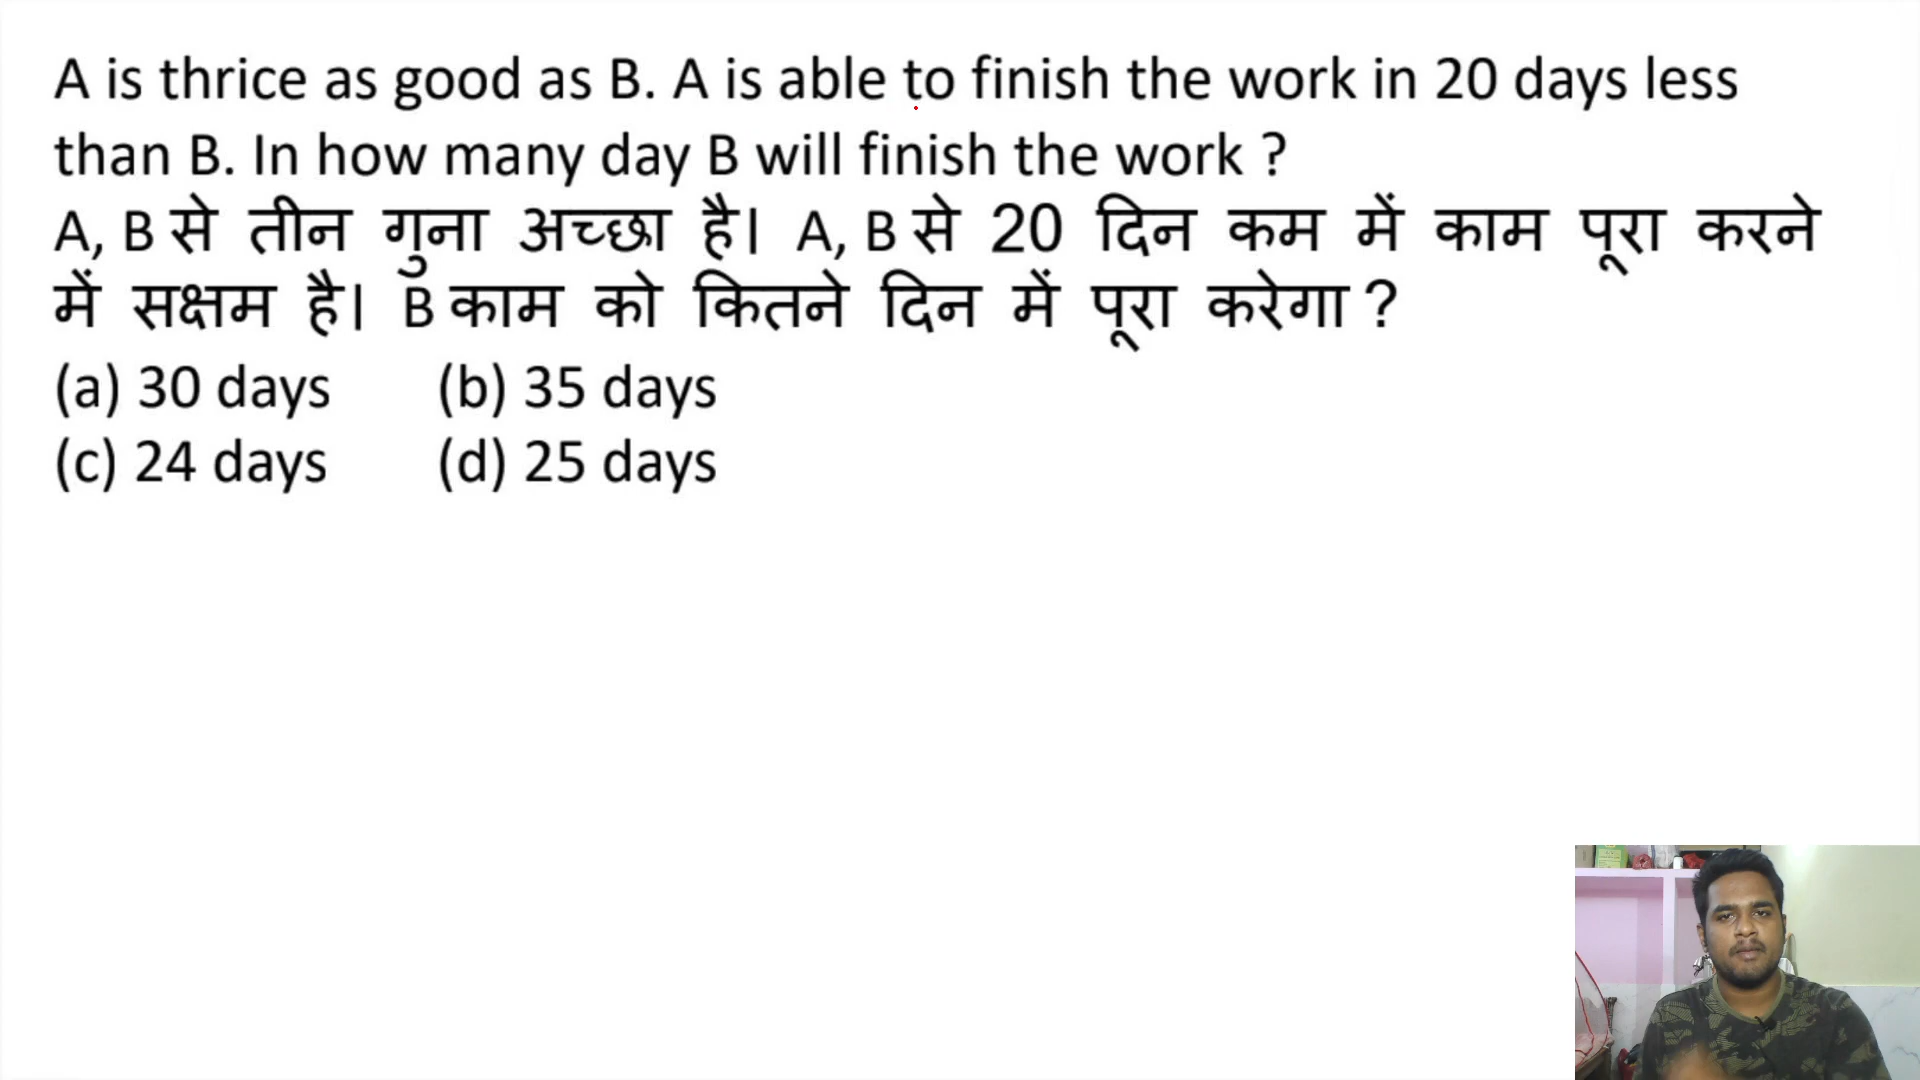 A is thrice as good as B. A is able to finish the work in 20 days less
than B. In how many day B will finish the work ?
A, B से तीन गुना अच्छा है। A, B से 20 दिन कम में काम पूरा करने
में सक्षम है। B काम को कितने दिन में पूरा करेगा ?
(a) 30 days (b) 35 days
(c) 24 days (d) 25 days